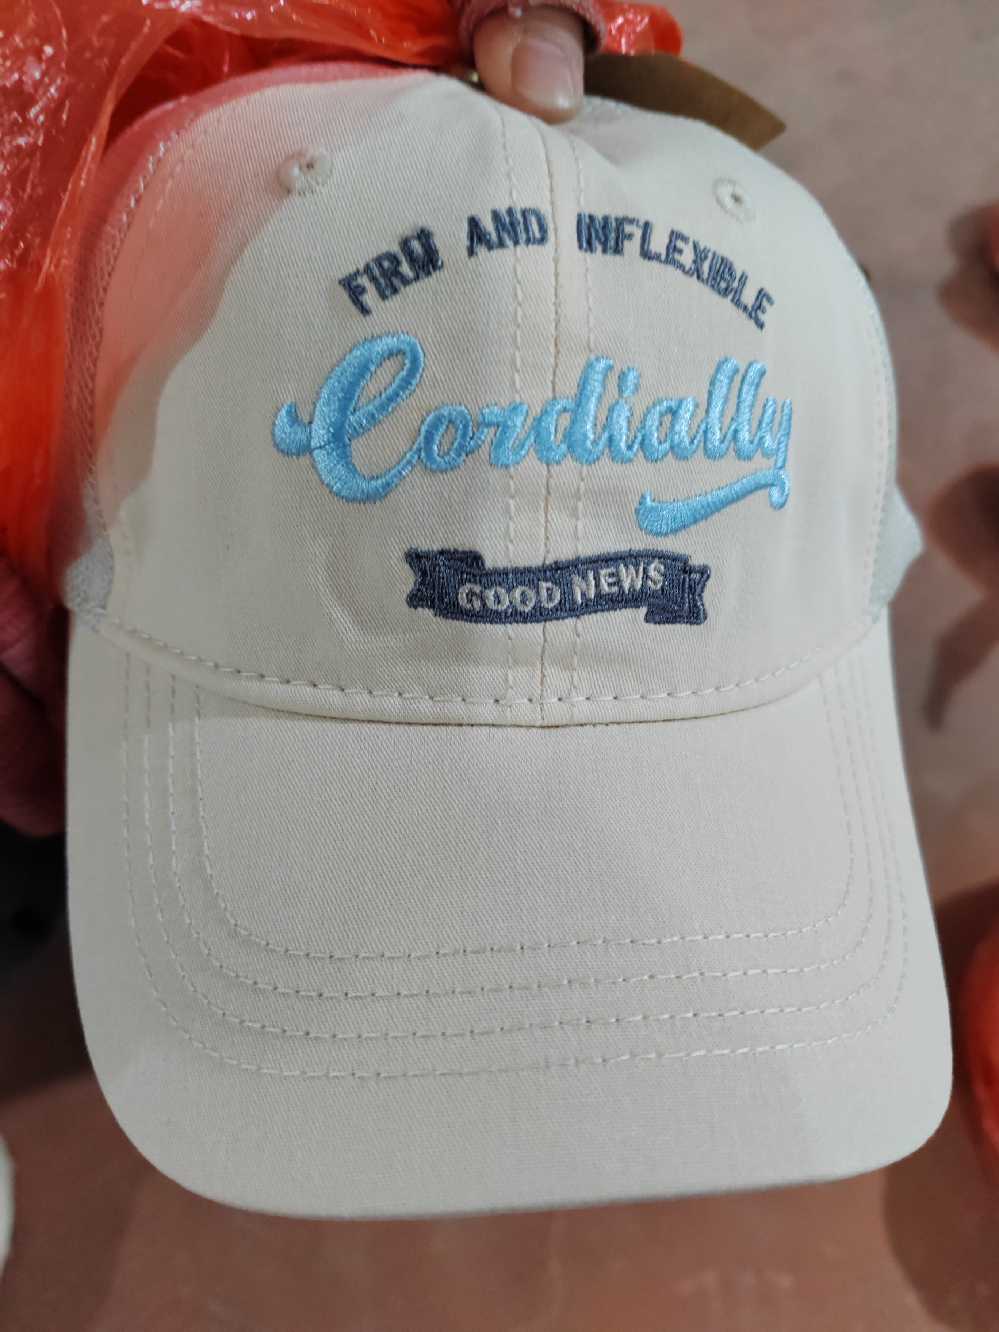 FIRM AND INFLEXIBLE
Cordially
GOOD NEWS